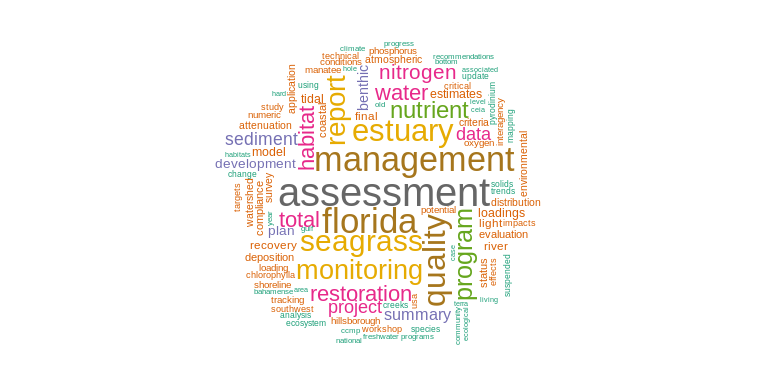 progress
climate
phosphorus
recommendations
technical
conditions
atmospheric
bottom
manatee
hole
nitrogen
associated
update
using
benthic
critical
hard
application
report
water
estimates
tidal
habitat
coastal
old
nutrient
level
ceia
pyrodinium
interagency
mapping
study
numeric
final
criteria
attenuation
estuary
data
oxygen
sediment
model
habitats
development
management
environmental
change
survey
assessment
solids
trends
targets
watershed
compliance
distribution
year
total
florida
potential
loadings
gulf
quality
program
light
impacts
plan
seagrass
evaluation
recovery
case
river
deposition
status
effects
suspended
loading
monitoring
chlorophylla
shoreline
bahamense
area
restoration
living
tracking
usa
terra
southwest
project
creeks
community
ecological
analysis
summary
ecosystem
hillsborough
ccmp
workshop
species
national
freshwater
programs